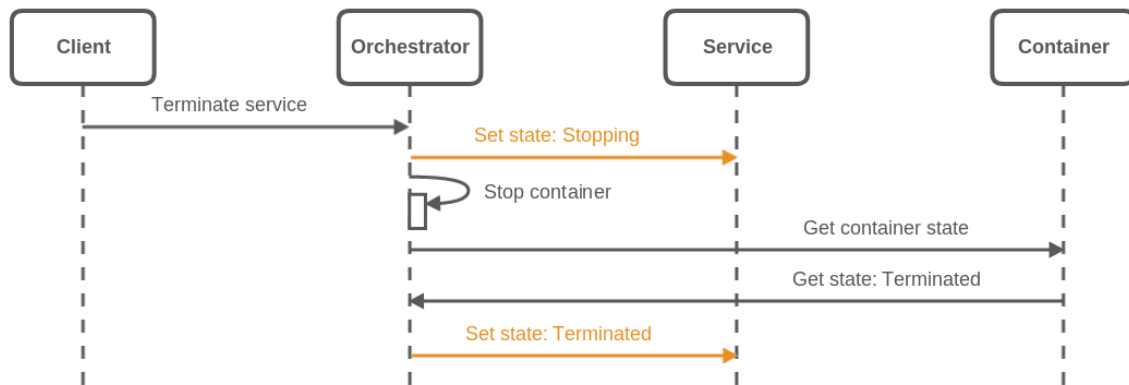 Client
Orchestrator
Service
Container
Terminate service
Set state: Stopping
Stop container
Get container state
Get state: Terminated
Set state: Terminated